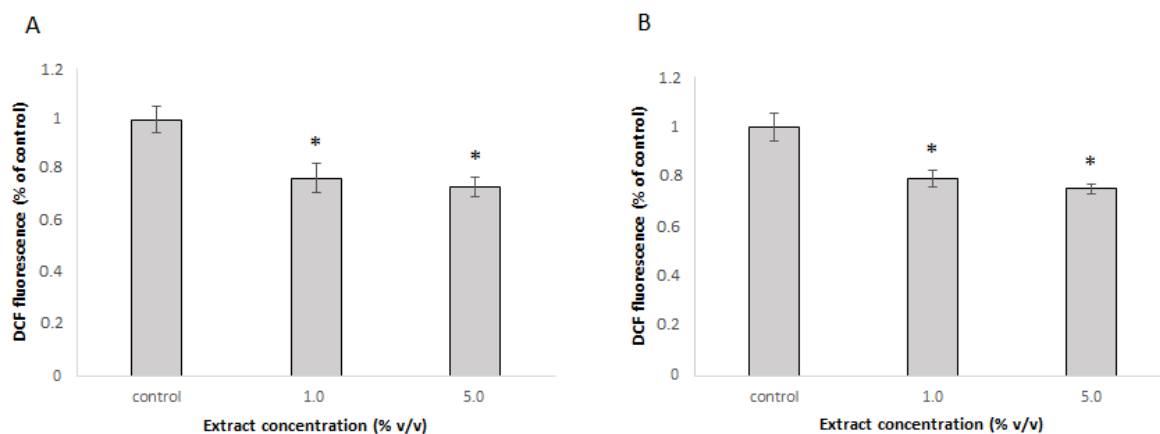 A
DCF fluorescence (% of control)
1.2
1
0.8
0.6
0.4
0.2
0
*
*
control
1.0
5.0
Extract concentration (% v/v)
B
DCF fluorescence (% of control)
1.2
1
0.8
0.6
0.4
0.2
0
*
*
control
1.0
5.0
Extract concentration (% v/v)